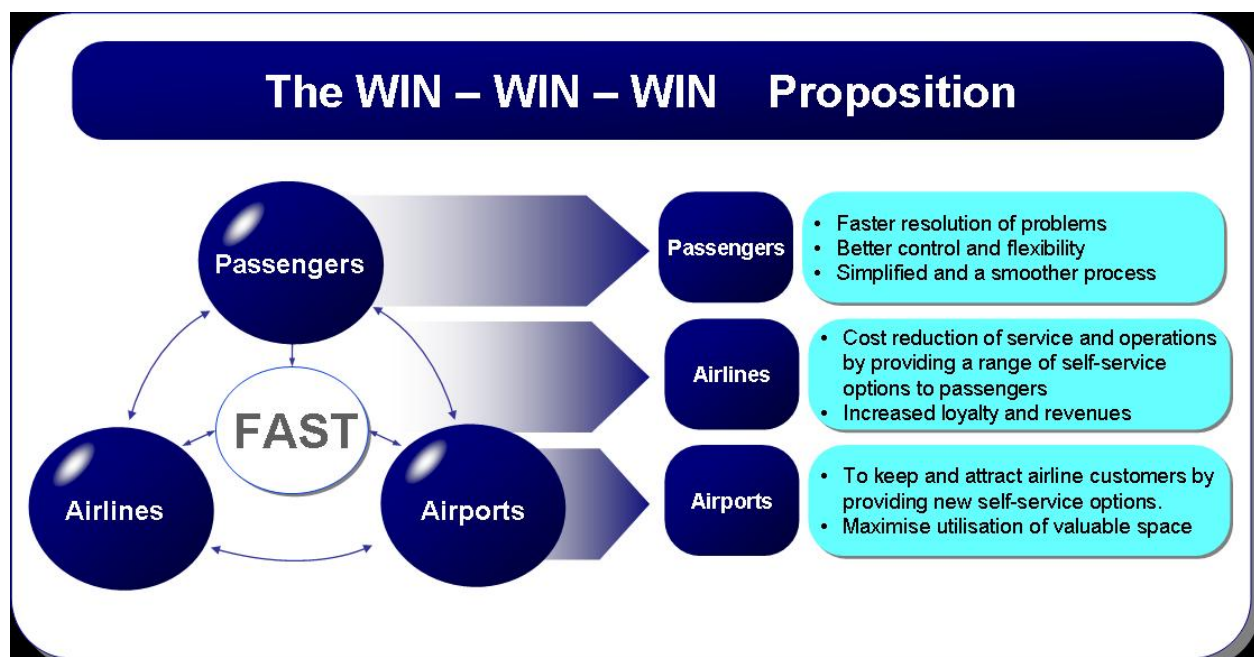 The WIN – WIN – WIN Proposition
Passengers
FAST
Airlines
Airports
Passengers
• Faster resolution of problems
• Better control and flexibility
• Simplified and a smoother process
Airlines
• Cost reduction of service and operations
by providing a range of self-service
options to passengers
• Increased loyalty and revenues
Airports
• To keep and attract airline customers by
providing new self-service options.
• Maximise utilisation of valuable space